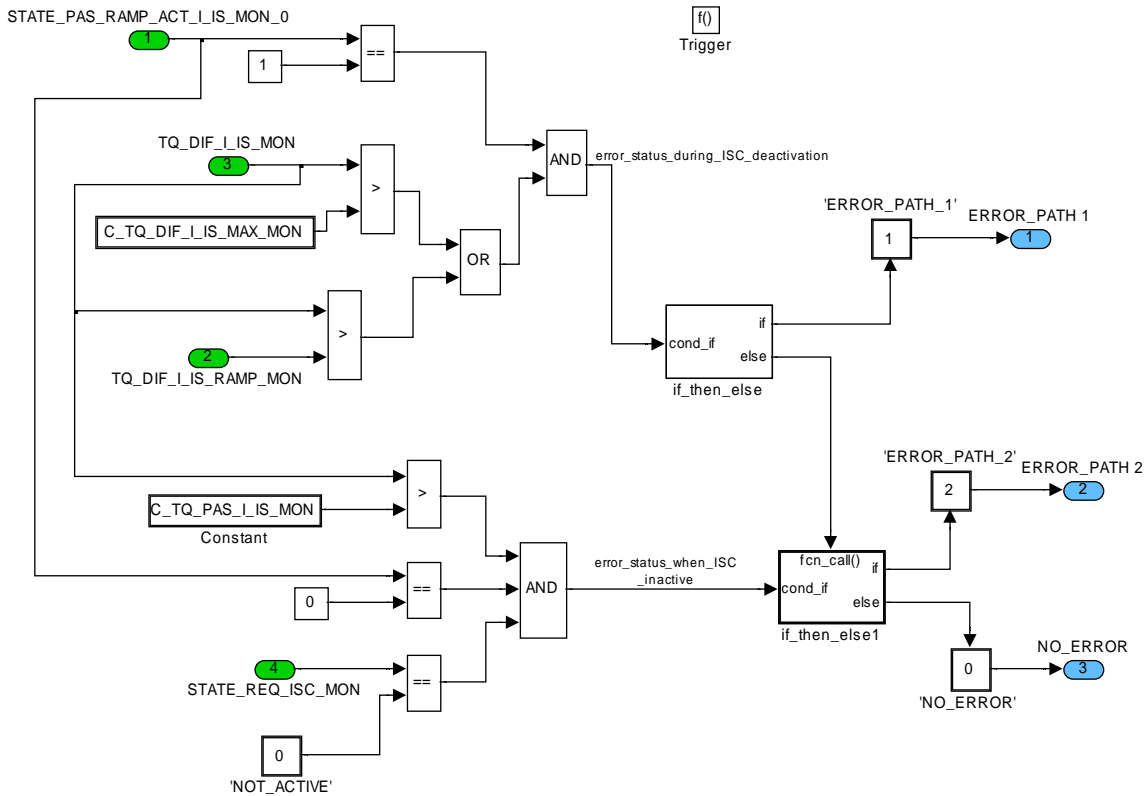 STATE_PAS_RAMP_ACT_I_IS_MON_0
1
f()
Trigger
==
1
TQ_DIF_I_IS_MON
3
AND
error_status_during_ISC_deactivation
>
C_TQ_DIF_I_IS_MAX_MON
'ERROR_PATH_1'
ERROR_PATH 1
1
1
OR
>
2
TQ_DIF_I_IS_RAMP_MON
if
cond_if
else
if_then_else
'ERROR_PATH_2'
ERROR_PATH 2
2
2
>
C_TQ_PAS_I_IS_MON
Constant
error_status_when_ISC
_inactive
fcn_call()
if
cond_if
else
if_then_else1
==
0
AND
4
STATE_REQ_ISC_MON
==
NO_ERROR
0
3
'NO_ERROR'
0
'NOT_ACTIVE'